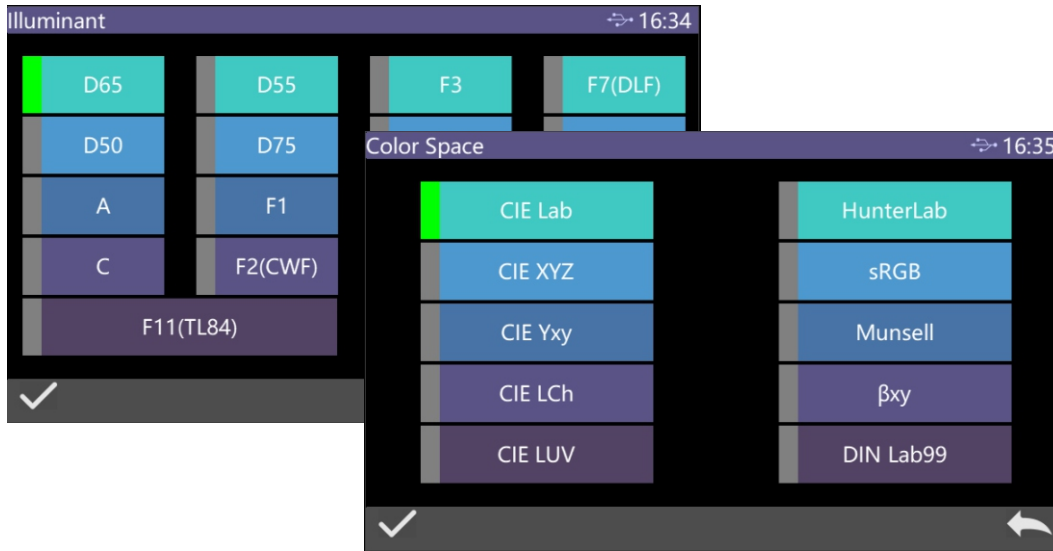 Illuminant 16:34
D65 D55 F3 F7(DLF)
D50 D75
A F1
C F2(CWF)
F11(TL84)
Color Space 16:35
CIE Lab HunterLab
CIE XYZ sRGB
CIE Yxy Munsell
CIE LCh βxy
CIE LUV DIN Lab99